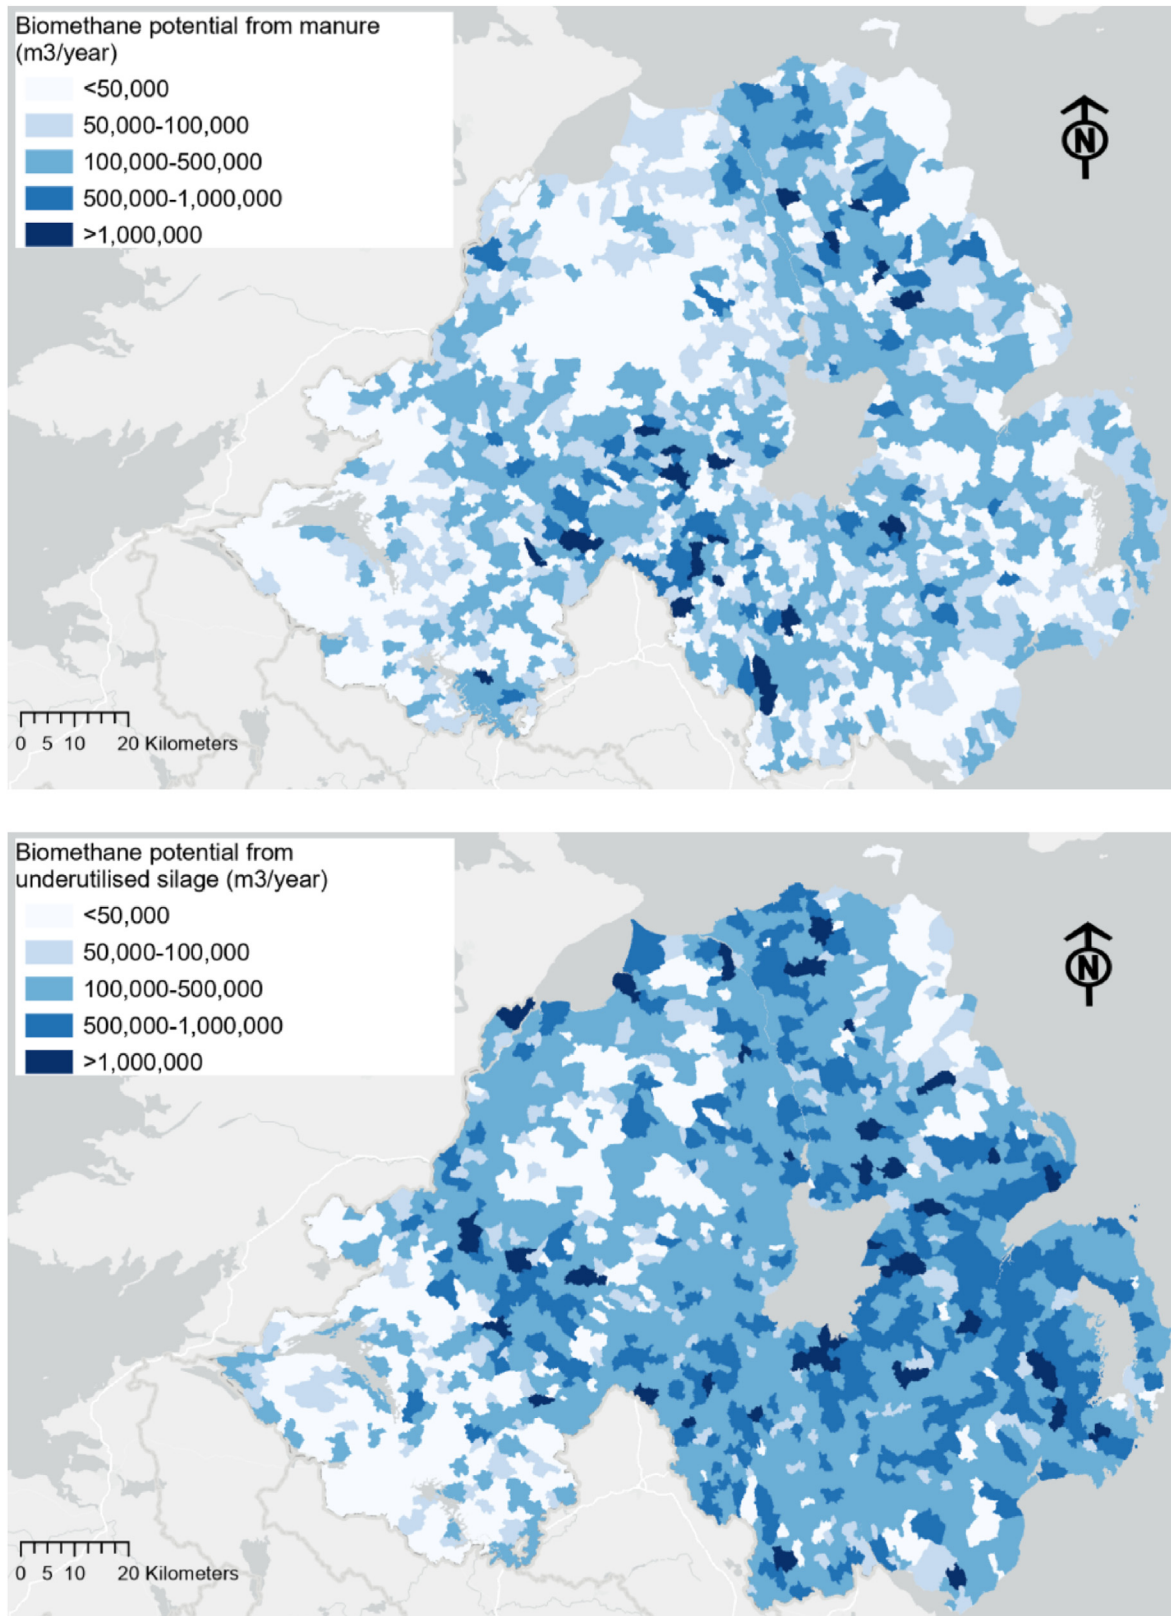 Biomethane potential from manure
(m3/year)
<50,000
50,000-100,000
100,000-500,000
500,000-1,000,000
>1,000,000
N
0 5 10 20 Kilometers
Biomethane potential from
underutilised silage (m3/year)
<50,000
50,000-100,000
100,000-500,000
500,000-1,000,000
>1,000,000
N
0 5 10 20 Kilometers